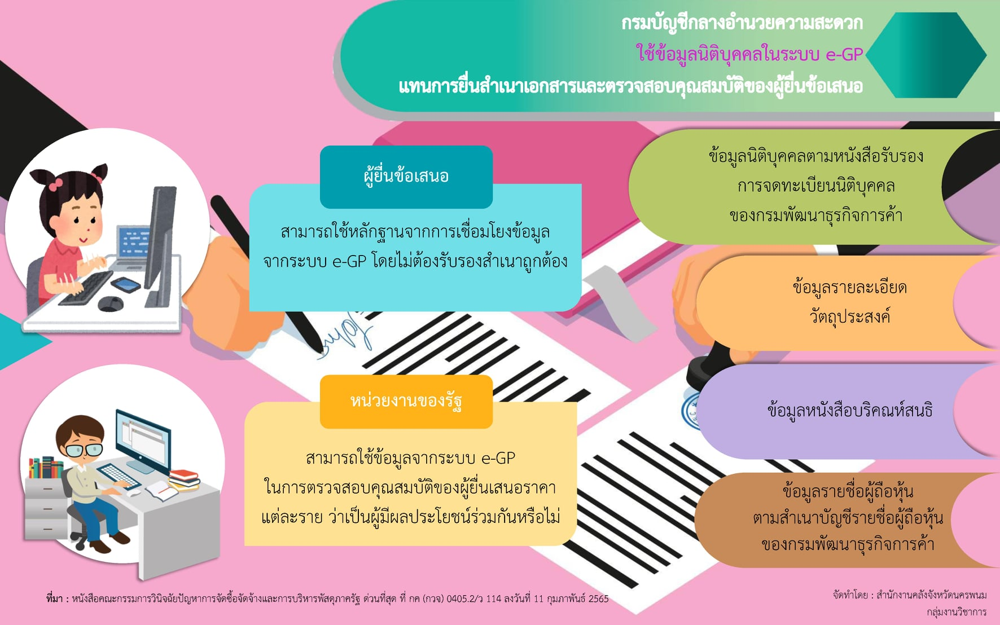 กรมบัญชีกลางอำนวยความสะดวก
ใช้ข้อมูลนิติบุคคลในระบบ e-GP
แทนการยื่นสำเนาเอกสารและตรวจสอบคุณสมบัติของผู้ยื่นข้อเสนอ
ผู้ยื่นข้อเสนอ
สามารถใช้หลักฐานจากการเชื่อมโยงข้อมูล
จากระบบ e-GP โดยไม่ต้องรับรองสำเนาถูกต้อง
หน่วยงานของรัฐ
สามารถใช้ข้อมูลจากระบบ e-GP
ในการตรวจสอบคุณสมบัติของผู้ยื่นเสนอราคา
แต่ละราย ว่าเป็นผู้มีผลประโยชน์ร่วมกันหรือไม่
ข้อมูลนิติบุคคลตามหนังสือรับรอง
การจดทะเบียนนิติบุคคล
ของกรมพัฒนาธุรกิจการค้า
ข้อมูลรายละเอียด
วัตถุประสงค์
ข้อมูลหนังสือบริคณห์สนธิ
ข้อมูลรายชื่อผู้ถือหุ้น
ตามสำเนาบัญชีรายชื่อผู้ถือหุ้น
ของกรมพัฒนาธุรกิจการค้า
ที่มา : หนังสือคณะกรรมการวินิจฉัยปัญหาการจัดซื้อจัดจ้างและการบริหารพัสดุภาครัฐ ด่วนที่สุด ที่ กค (กวจ) 0405.2/ว 114 ลงวันที่ 11 กุมภาพันธ์ 2565
จัดทำโดย : สำนักงานคลังจังหวัดนครพนม
กลุ่มงานวิชาการ